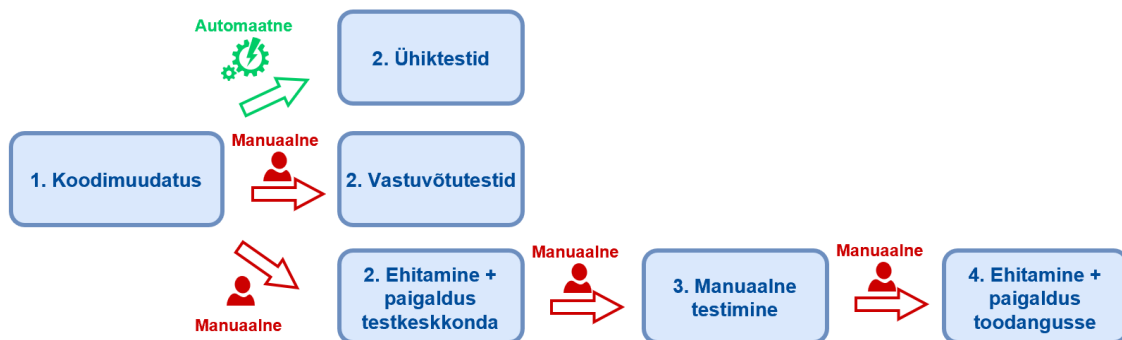 Automaatne
2. Ühiktestid
1. Koodimuudatus
Manuaalne
2. Vastuvõtutestid
Manuaalne
2. Ehitamine +
paigaldus
testkeskkonda
Manuaalne
3. Manuaalne
testimine
Manuaalne
4. Ehitamine +
paigaldus
toodangusse